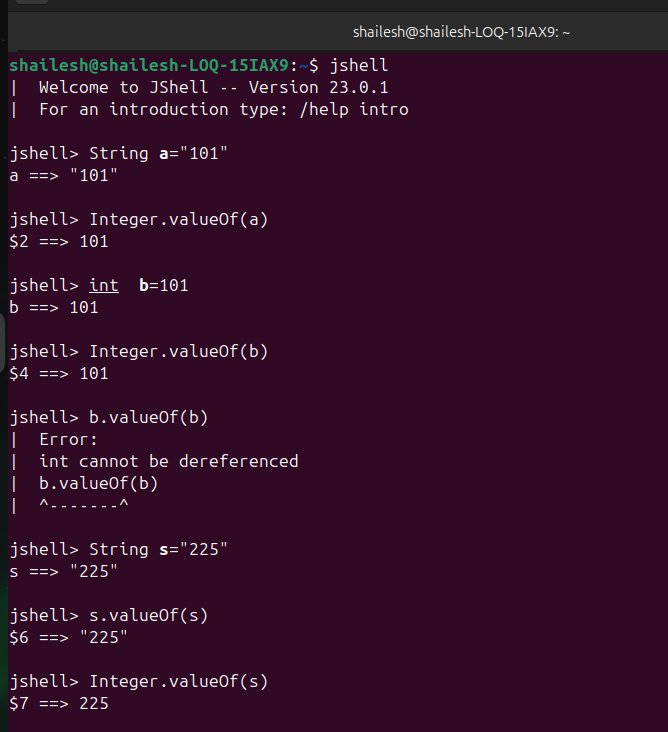 shailesh@shailesh-LOQ-15IAX9: ~
shailesh@shailesh-LOQ-15IAX9:~$ jshell
|  Welcome to JShell -- Version 23.0.1
|  For an introduction type: /help intro
jshell> String a="101"
a ==> "101"
jshell> Integer.valueOf(a)
$2 ==> 101
jshell> int  b=101
b ==> 101
jshell> Integer.valueOf(b)
$4 ==> 101
jshell> b.valueOf(b)
|  Error:
|  int cannot be dereferenced
|  b.valueOf(b)
|  ^-------^
jshell> String s="225"
s ==> "225"
jshell> s.valueOf(s)
$6 ==> "225"
jshell> Integer.valueOf(s)
$7 ==> 225